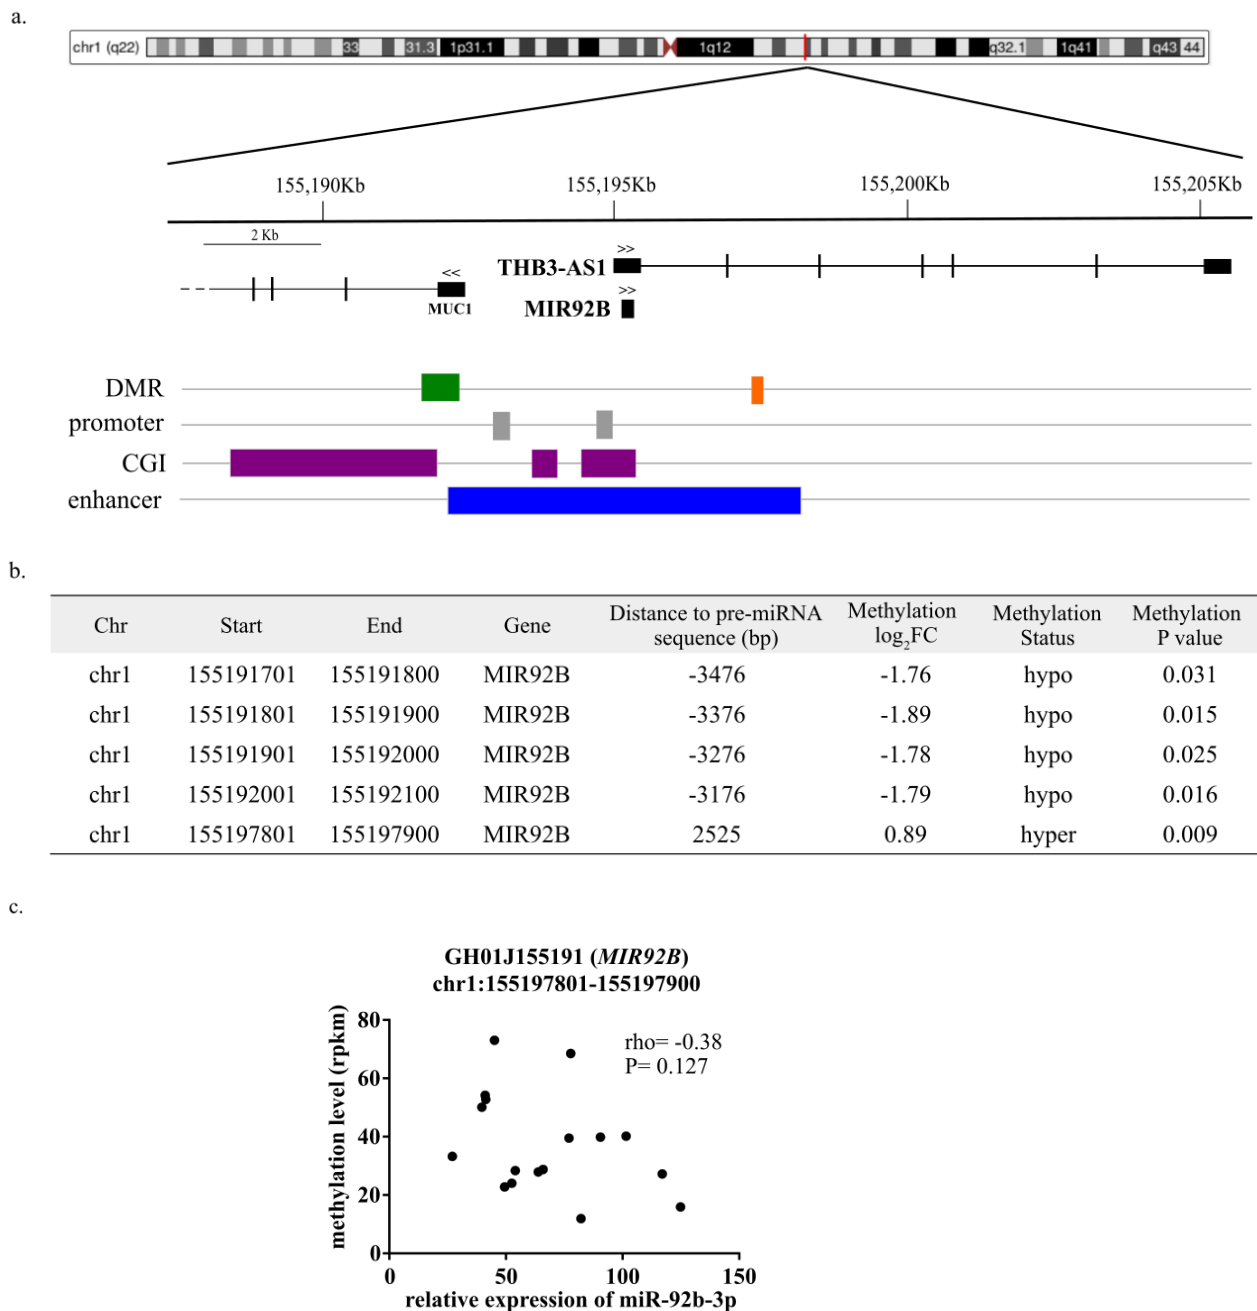 a.
chr1 (q22) 33 31.3 1p31.1 1q12 q32.1 1q41 q43 44
155,190Kb 155,195Kb 155,200Kb 155,205Kb
2 Kb
>>
THB3-AS1
<<
MUC1
>>
MIR92B
DMR
promoter
CGI
enhancer
b.
Chr Start End Gene Distance to pre-miRNA sequence (bp) Methylation log2FC Methylation Status Methylation P value
chr1 155191701 155191800 MIR92B -3476 -1.76 hypo 0.031
chr1 155191801 155191900 MIR92B -3376 -1.89 hypo 0.015
chr1 155191901 155192000 MIR92B -3276 -1.78 hypo 0.025
chr1 155192001 155192100 MIR92B -3176 -1.79 hypo 0.016
chr1 155197801 155197900 MIR92B 2525 0.89 hyper 0.009
c.
GH01J155191 (MIR92B)
chr1:155197801-155197900
rho= -0.38
P= 0.127
methylation level (rpkm)
80
60
40
20
0
0 50 100 150
relative expression of miR-92b-3p